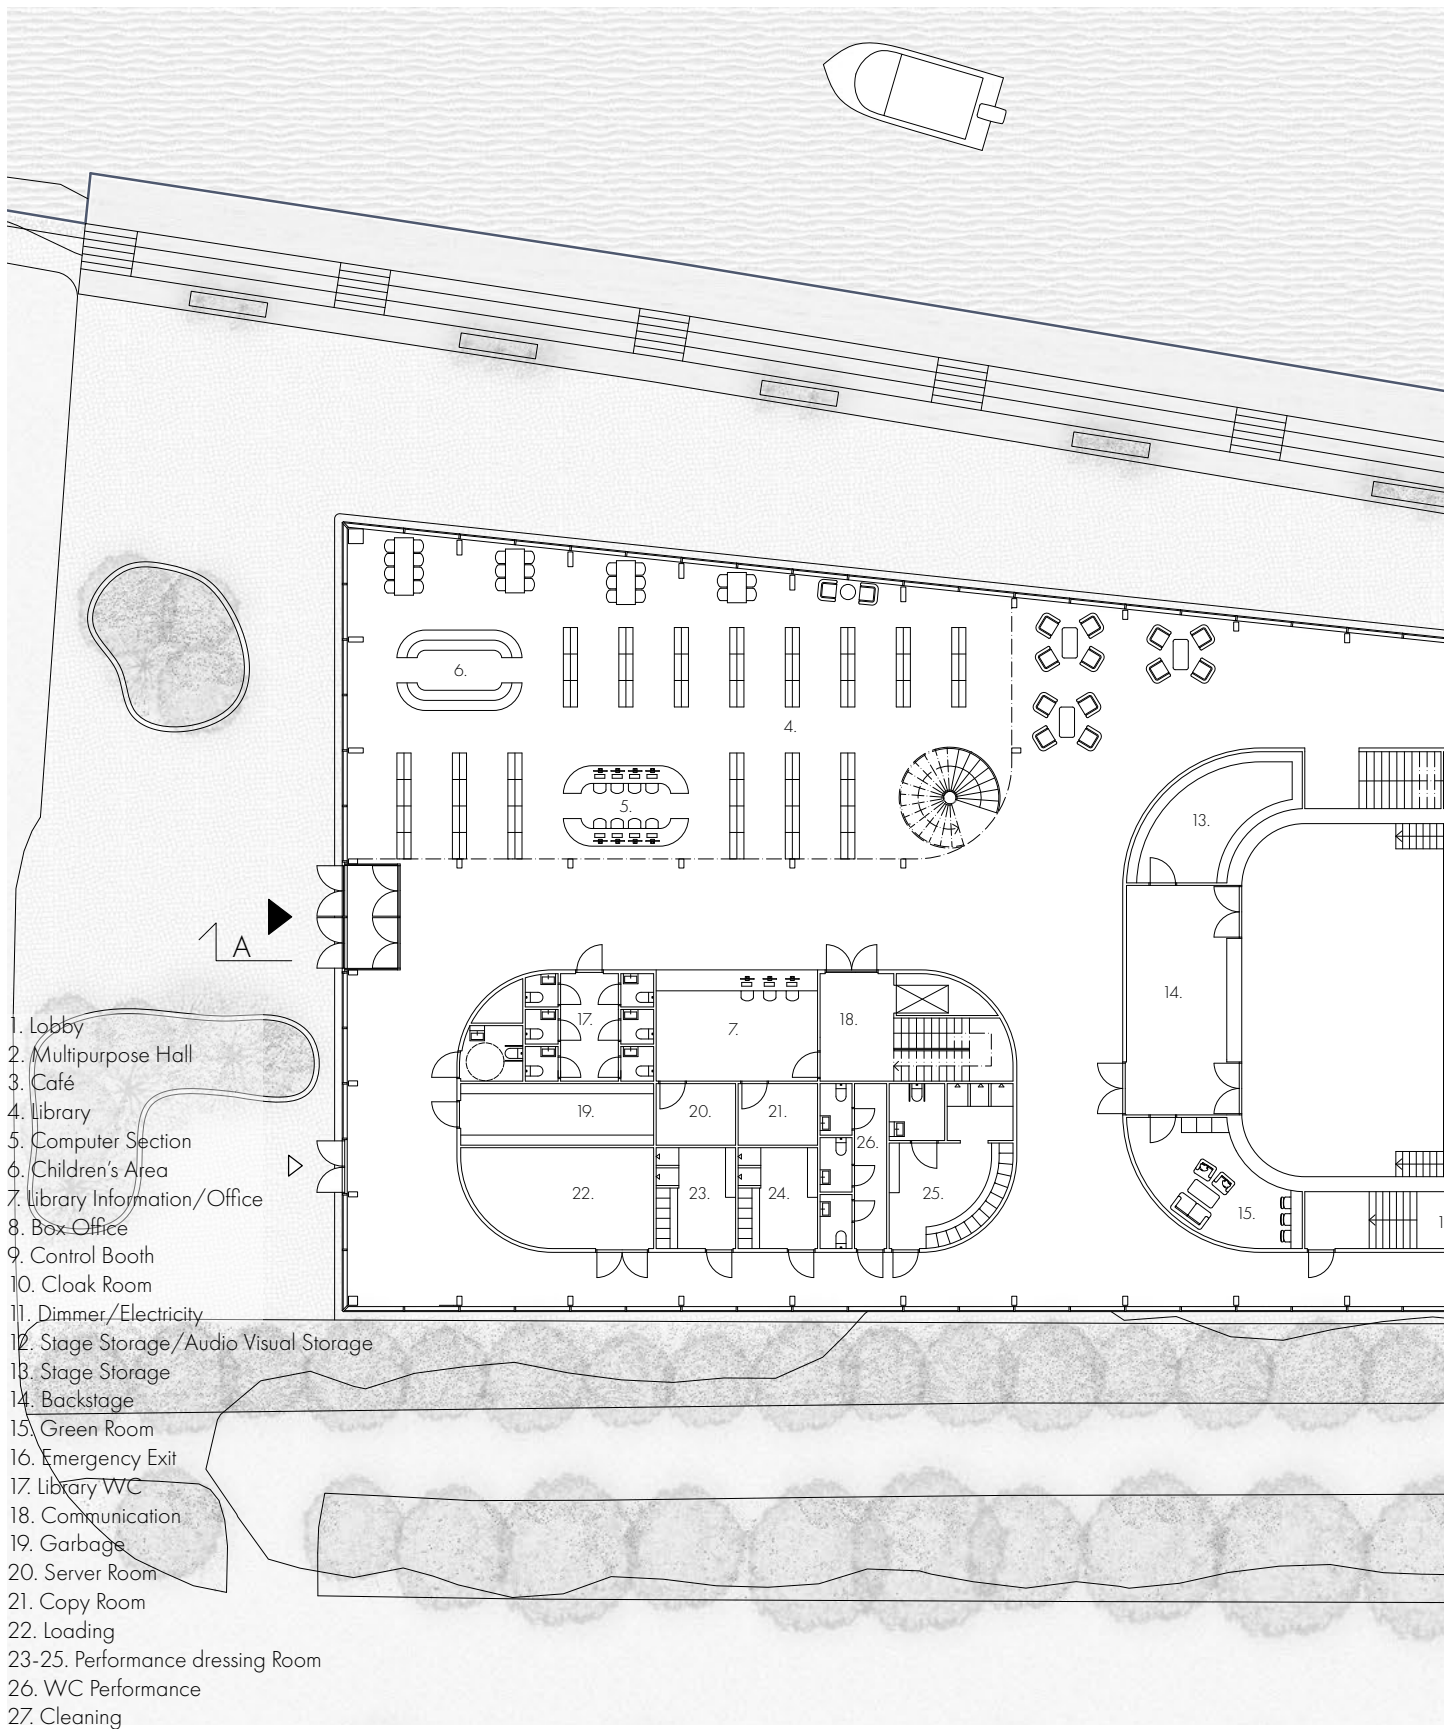 6.
4.
5.
13.
A
14.
17.
7.
18.
19.
20.
21.
26.
22.
23.
24.
25.
15.
1
1. Lobby
2. Multipurpose Hall
3. Café
4. Library
5. Computer Section
6. Children's Area
7. Library Information/Office
8. Box Office
9. Control Booth
10. Cloak Room
11. Dimmer/Electricity
12. Stage Storage/Audio Visual Storage
13. Stage Storage
14. Backstage
15. Green Room
16. Emergency Exit
17. Library WC
18. Communication
19. Garbage
20. Server Room
21. Copy Room
22. Loading
23-25. Performance dressing Room
26. WC Performance
27. Cleaning